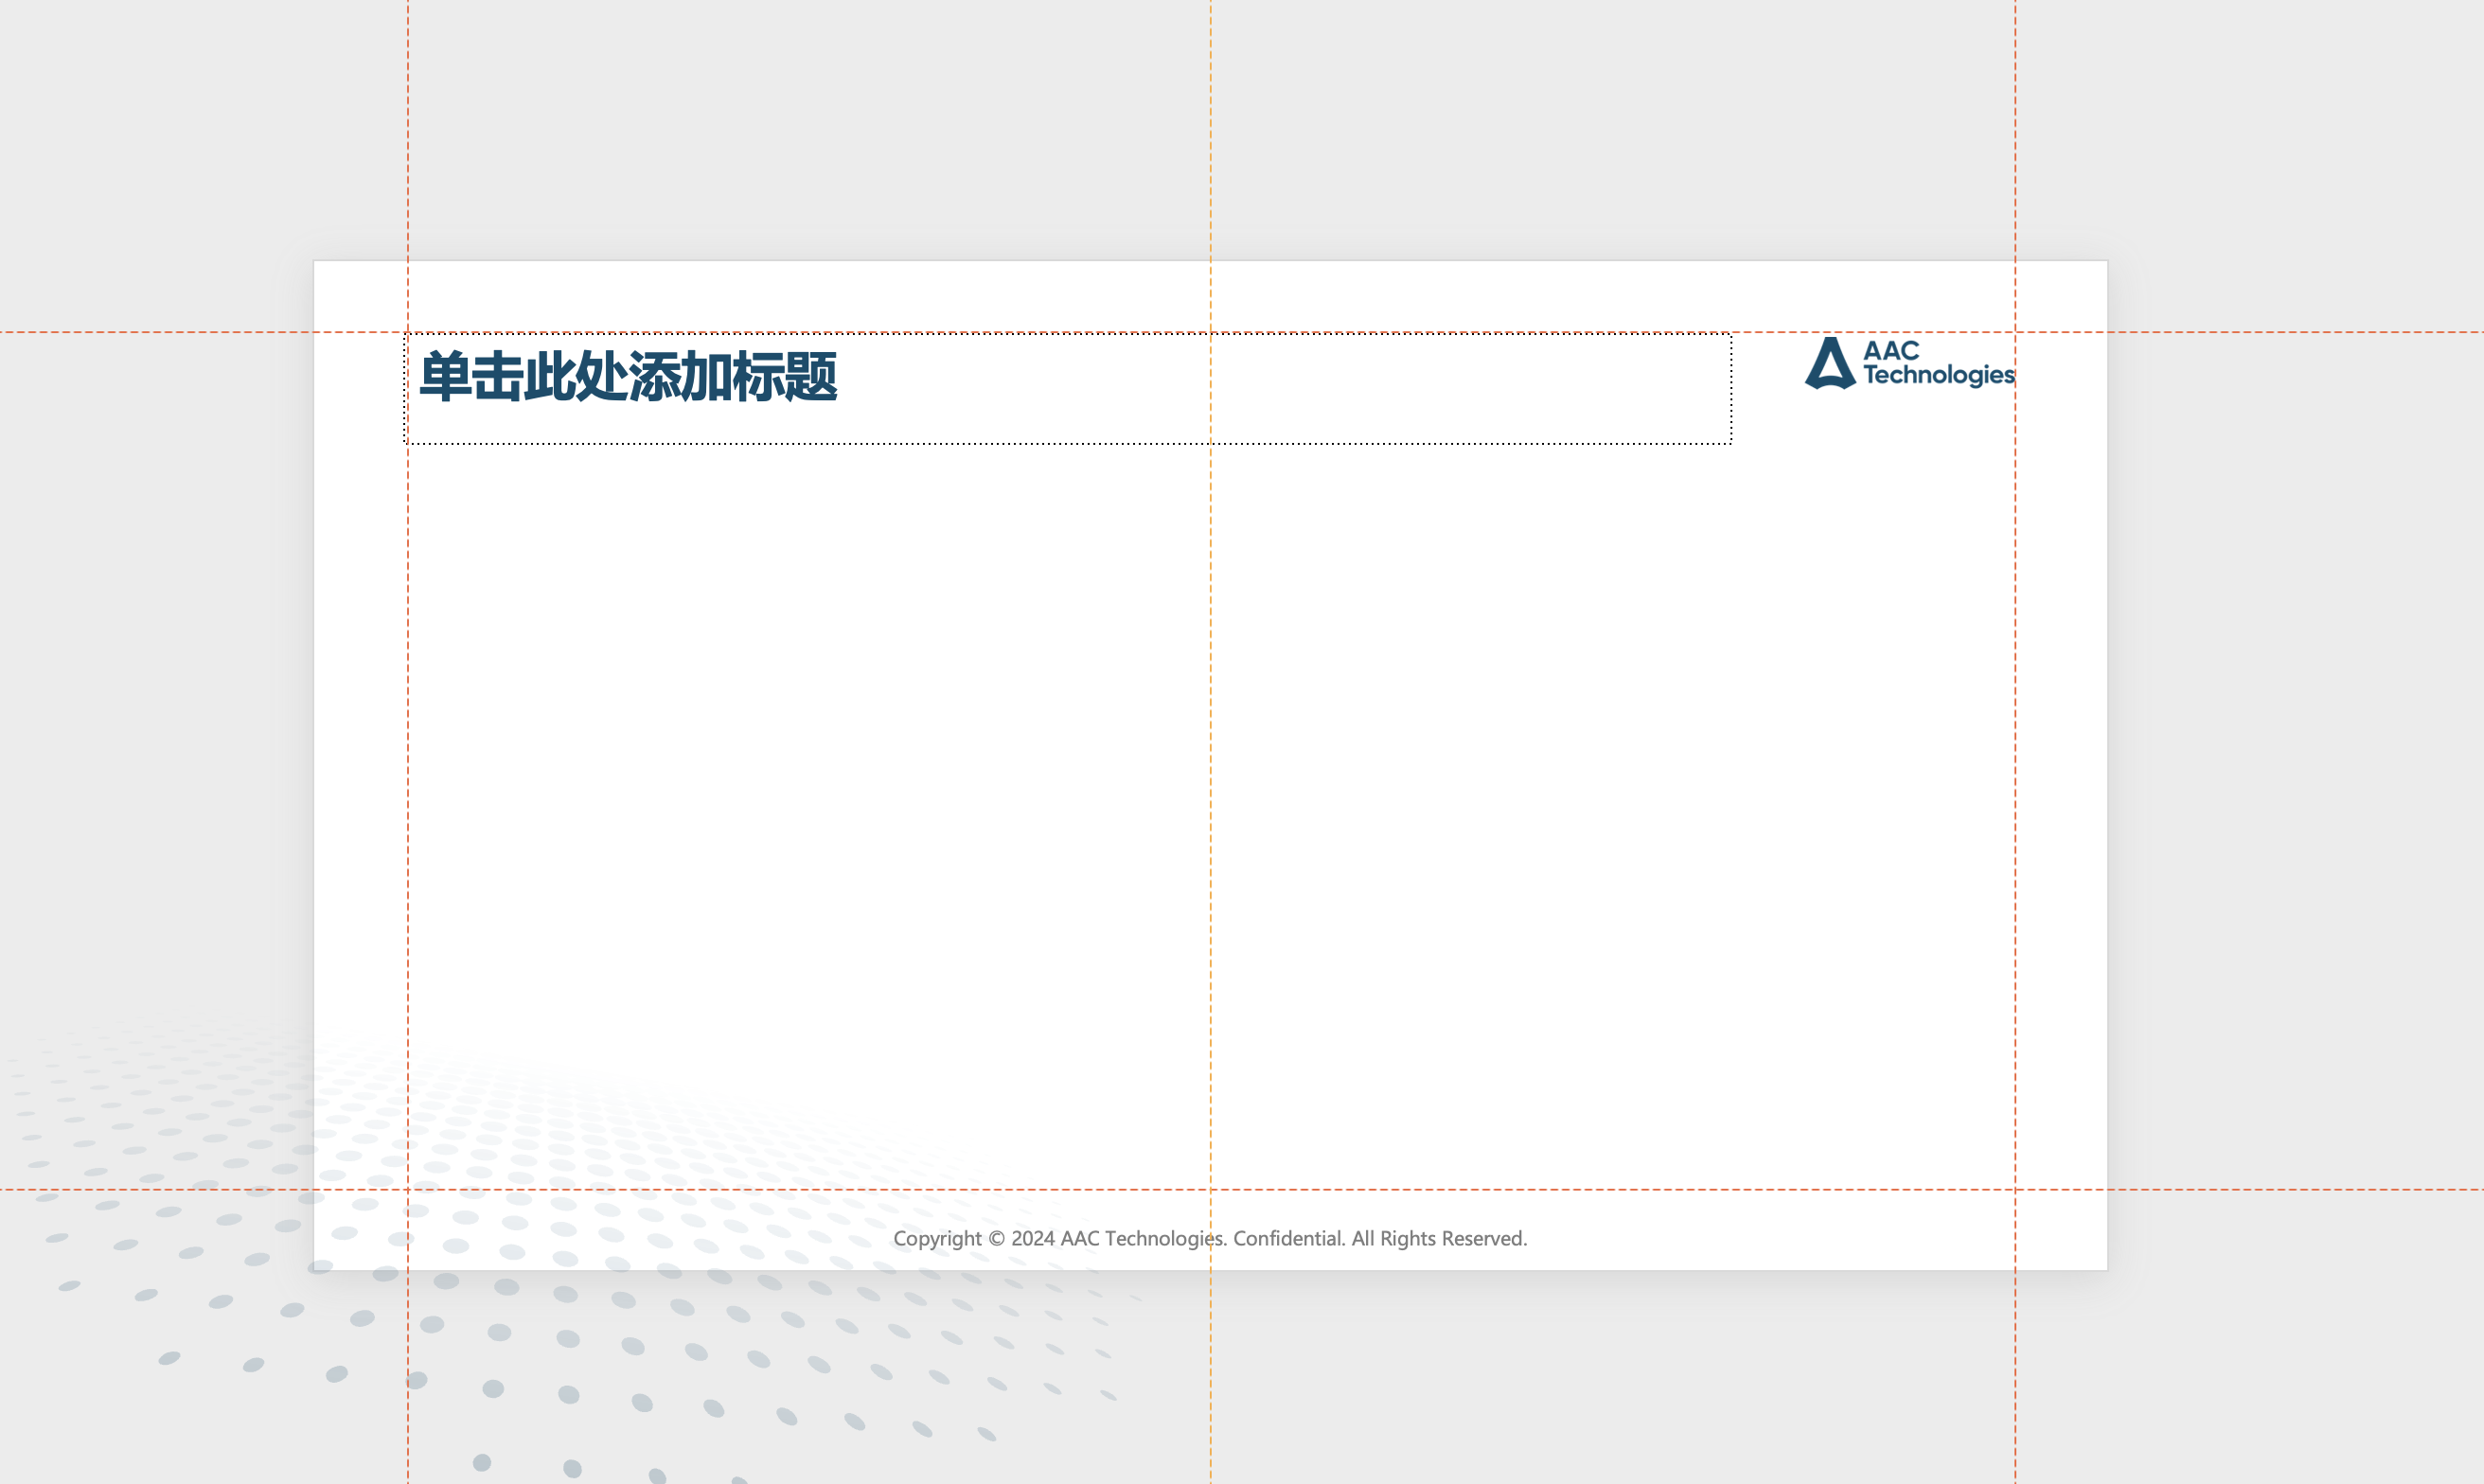 单击此处添加标题
AAC
Technologies
Copyright © 2024 AAC Technologies. Confidential. All Rights Reserved.